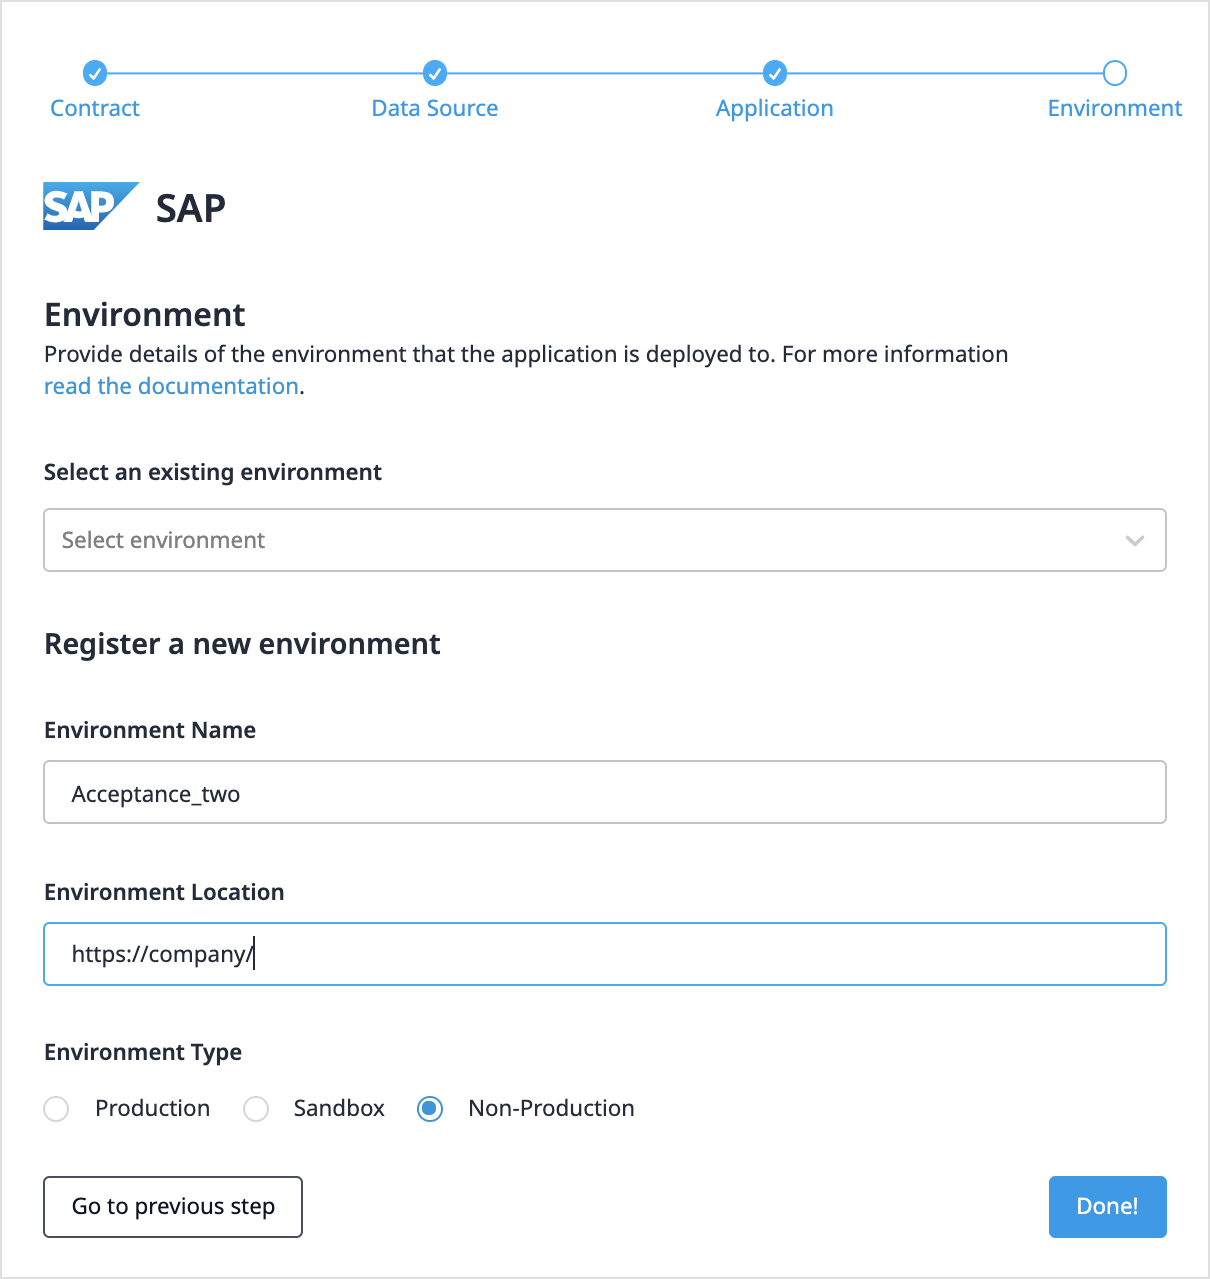 Contract
Data Source
Application
Environment
SAP SAP
Environment
Provide details of the environment that the application is deployed to. For more information
read the documentation.
Select an existing environment
Select environment
Register a new environment
Environment Name
Acceptance_two
Environment Location
https://company/
Environment Type
Production Sandbox Non-Production
Go to previous step Done!